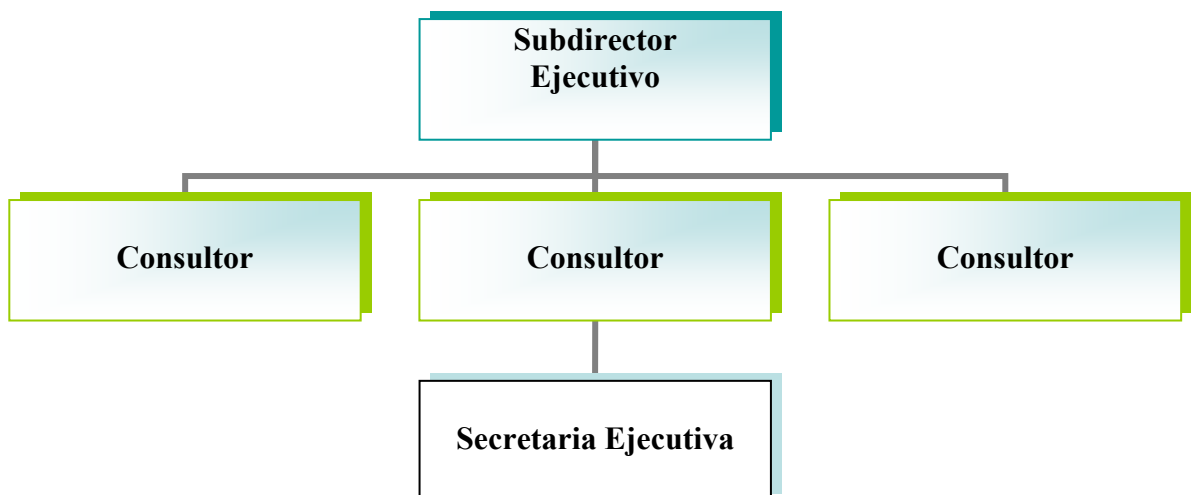 Subdirector
Ejecutivo
Consultor
Consultor
Consultor
Secretaria Ejecutiva